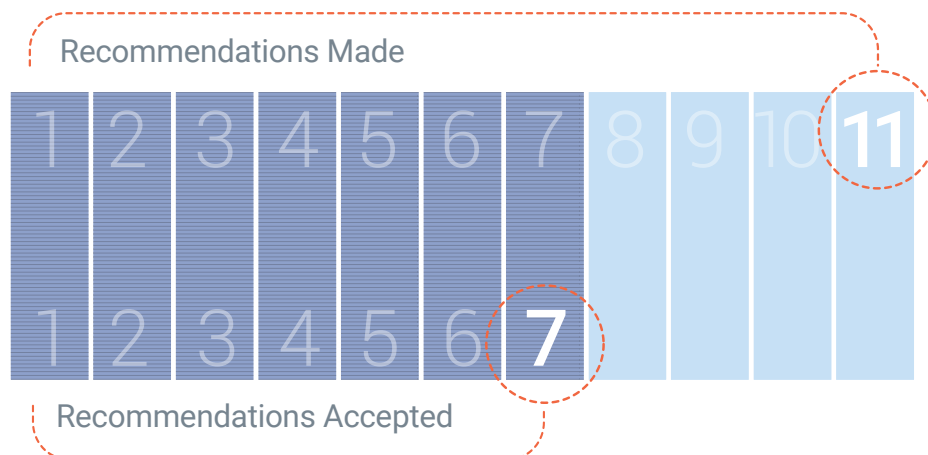 Recommendations Made
1 2 3 4 5 6 7 8 9 10 11
1 2 3 4 5 6 7
Recommendations Accepted